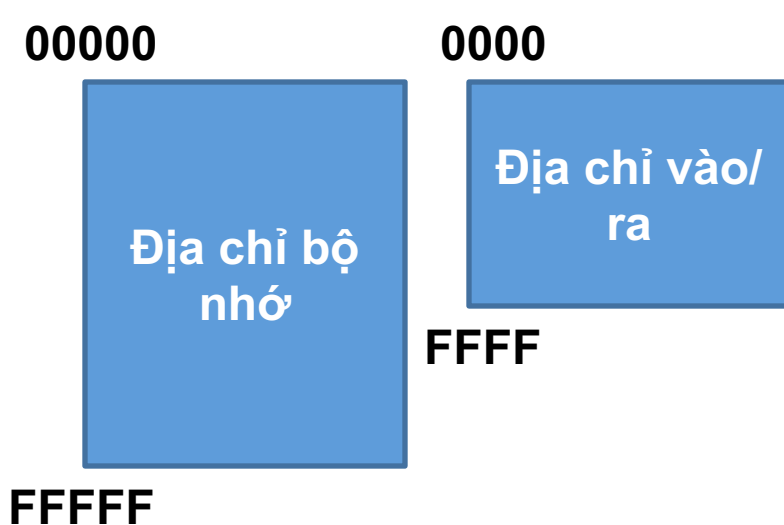 00000
Địa chỉ bộ
nhớ
FFFFF
0000
Địa chỉ vào/
ra
FFFF